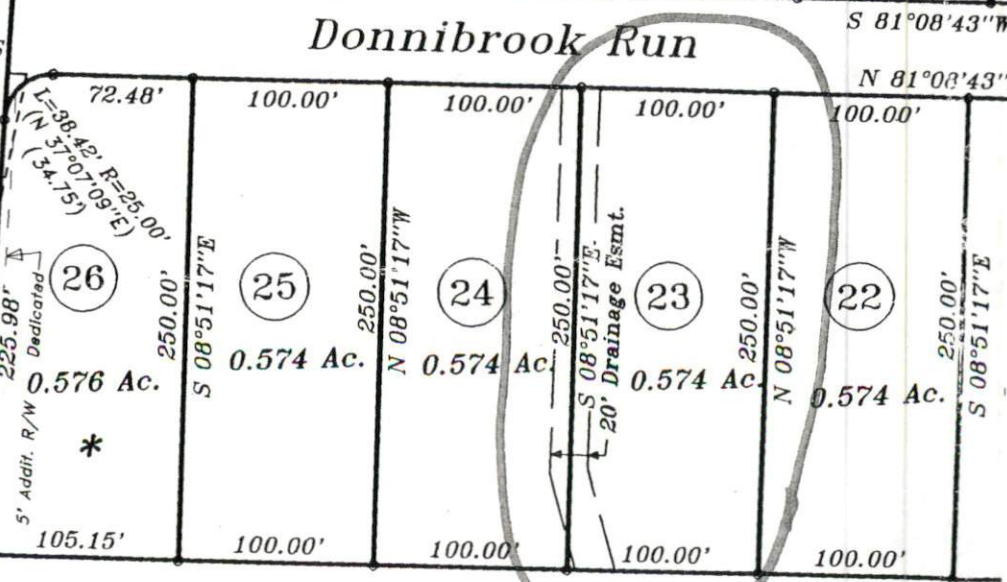 S 81°08'43"W
Donnibrook Run
N 81°08'43"
72.48'
100.00'
100.00'
100.00'
100.00'
L=38.42' R=25.00'
(N 37°07'09"E)
(34.75')
26
25
24
23
22
225.98'
5' Addit. R/W Dedicated
250.00'
S 08°51'17"E
250.00'
N 08°51'17"W
250.00'
S 08°51'17"E
20' Drainage Esmt.
250.00'
N 08°51'17"W
250.00'
S 08°51'17"E
0.576 Ac.
0.574 Ac.
0.574 Ac.
0.574 Ac.
0.574 Ac.
*
105.15'
100.00'
100.00'
100.00'
100.00'